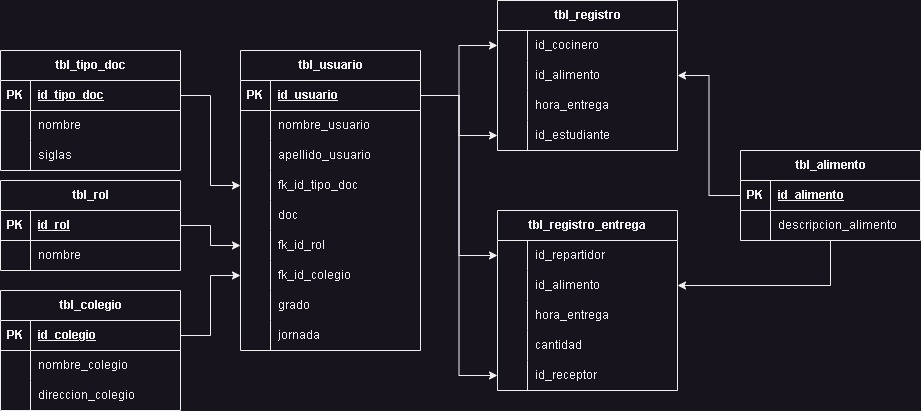 tbl_tipo_doc
PK id_tipo_doc
nombre
siglas
tbl_rol
PK id_rol
nombre
tbl_colegio
PK id_colegio
nombre_colegio
direccion_colegio
tbl_usuario
PK id_usuario
nombre_usuario
apellido_usuario
fk_id_tipo_doc
doc
fk_id_rol
fk_id_colegio
grado
jornada
tbl_registro
id_cocinero
id_alimento
hora_entrega
id_estudiante
tbl_registro_entrega
id_repartidor
id_alimento
hora_entrega
cantidad
id_receptor
tbl_alimento
PK id_alimento
descripcion_alimento